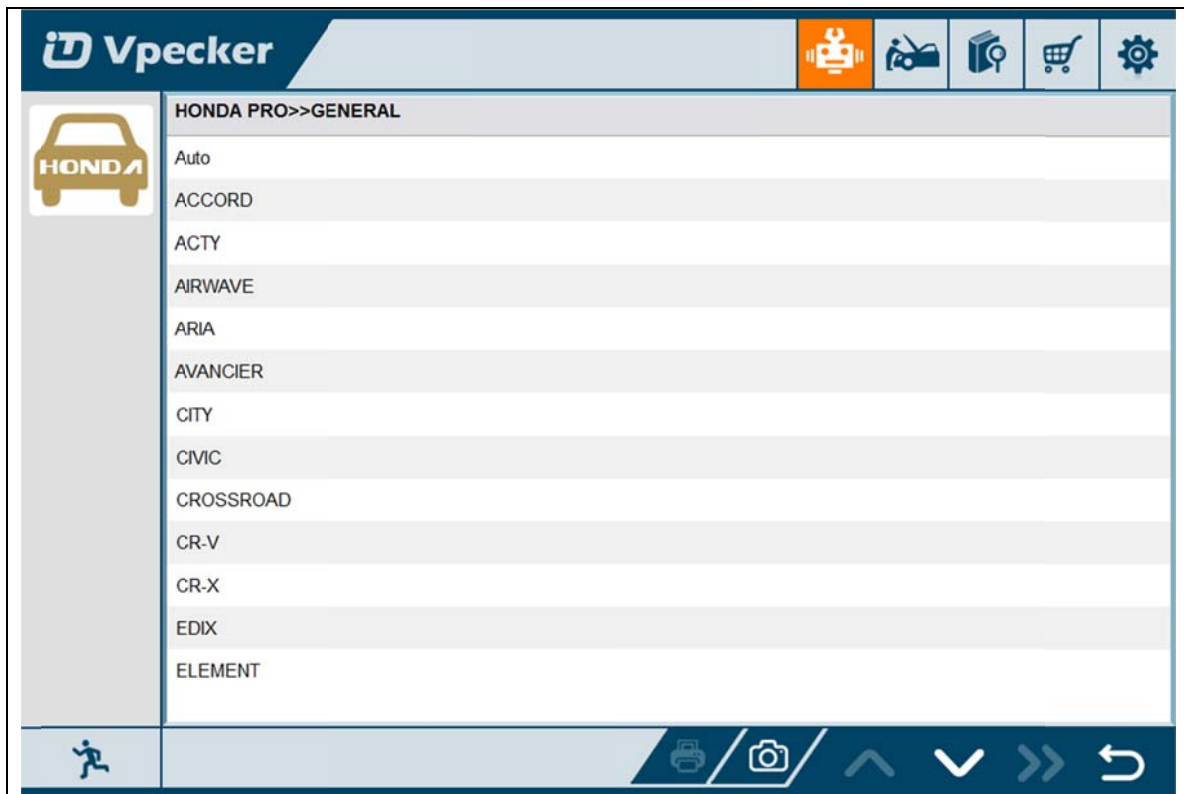 Vpecker
HONDA PRO>>GENERAL
HONDA
Auto
ACCORD
ACTY
AIRWAVE
ARIA
AVANCIER
CITY
CIVIC
CROSSROAD
CR-V
CR-X
EDIX
ELEMENT